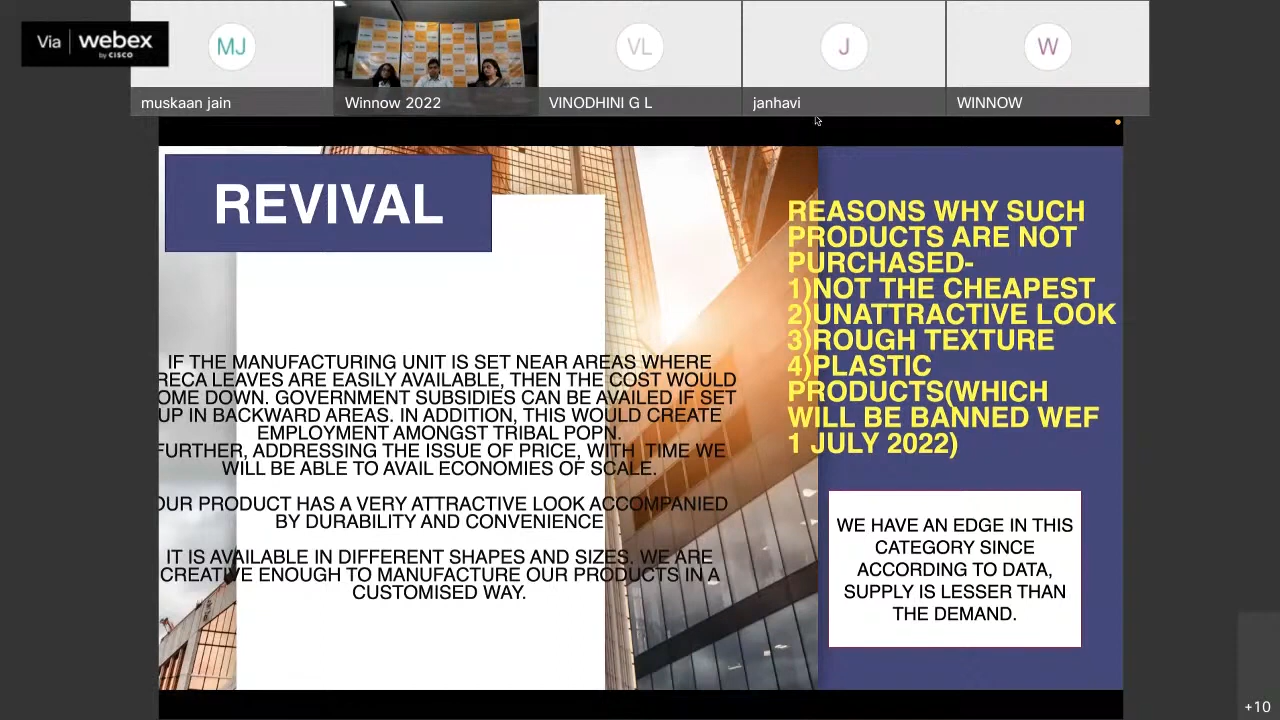 Via webex
by CISCO
MJ
muskaan jain
Winnow 2022
VL
VINODHINI G L
J
janhavi
W
WINNOW
REVIVAL
IF THE MANUFACTURING UNIT IS SET NEAR AREAS WHERE
RECA LEAVES ARE EASILY AVAILABLE, THEN THE COST WOULD
OME DOWN. GOVERNMENT SUBSIDIES CAN BE AVAILED IF SET
UP IN BACKWARD AREAS. IN ADDITION, THIS WOULD CREATE
EMPLOYMENT AMONGST TRIBAL POPN.
FURTHER, ADDRESSING THE ISSUE OF PRICE, WITH TIME WE
WILL BE ABLE TO AVAIL ECONOMIES OF SCALE.
OUR PRODUCT HAS A VERY ATTRACTIVE LOOK ACCOMPANIED
BY DURABILITY AND CONVENIENCE
IT IS AVAILABLE IN DIFFERENT SHAPES AND SIZES. WE ARE
CREATIVE ENOUGH TO MANUFACTURE OUR PRODUCTS IN A
CUSTOMISED WAY.
REASONS WHY SUCH
PRODUCTS ARE NOT
PURCHASED-
1)NOT THE CHEAPEST
2)UNATTRACTIVE LOOK
3)ROUGH TEXTURE
4)PLASTIC
PRODUCTS(WHICH
WILL BE BANNED WEF
1 JULY 2022)
WE HAVE AN EDGE IN THIS
CATEGORY SINCE
ACCORDING TO DATA,
SUPPLY IS LESSER THAN
THE DEMAND.
+10